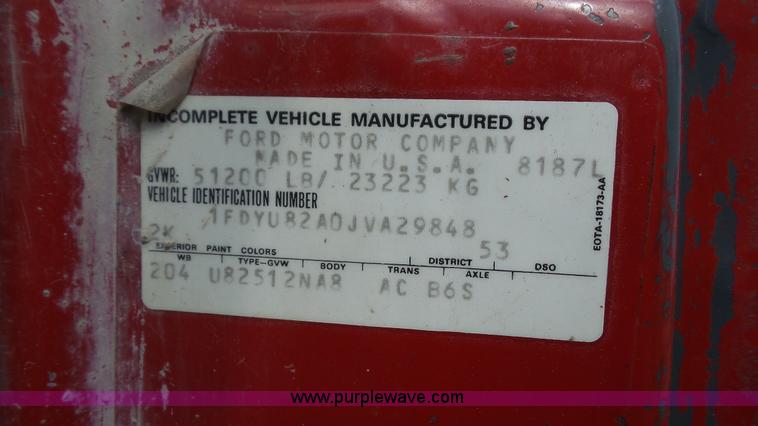 INCOMPLETE VEHICLE MANUFACTURED BY
FORD MOTOR COMPANY
MADE IN U.S.A. 8187L
GVWR: 51200 LB/ 23223 KG
VEHICLE IDENTIFICATION NUMBER
1FDYU82A0JVA29848
2K 53
EXTERIOR PAINT COLORS DISTRICT DSO
WB TYPE-GVW BODY TRANS AXLE
204 U82512NA8 AC B6S
EOTA-18173-AA
www.purplewave.com